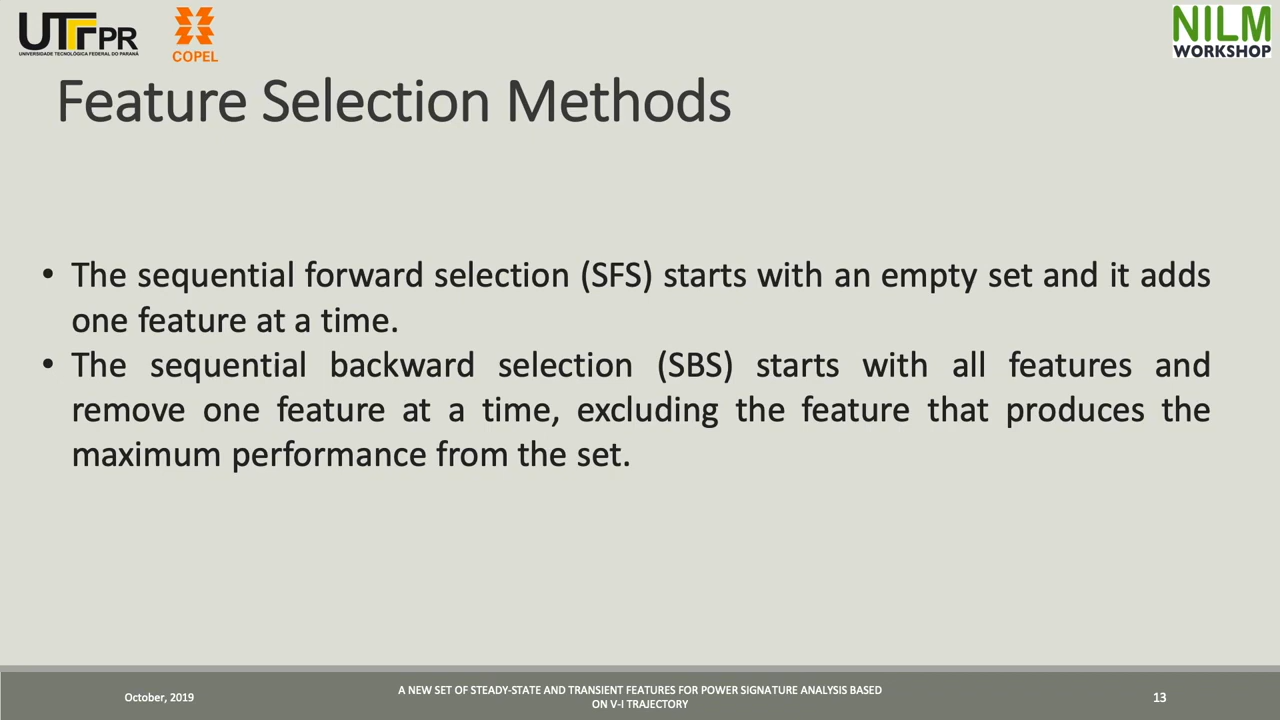 UTFPR
UNIVERSIDADE TECNOLÓGICA FEDERAL DO PARANÁ
COPEL
NILM
WORKSHOP
Feature Selection Methods
• The sequential forward selection (SFS) starts with an empty set and it adds
one feature at a time.
• The sequential backward selection (SBS) starts with all features and
remove one feature at a time, excluding the feature that produces the
maximum performance from the set.
October, 2019
A NEW SET OF STEADY-STATE AND TRANSIENT FEATURES FOR POWER SIGNATURE ANALYSIS BASED
ON V-I TRAJECTORY
13